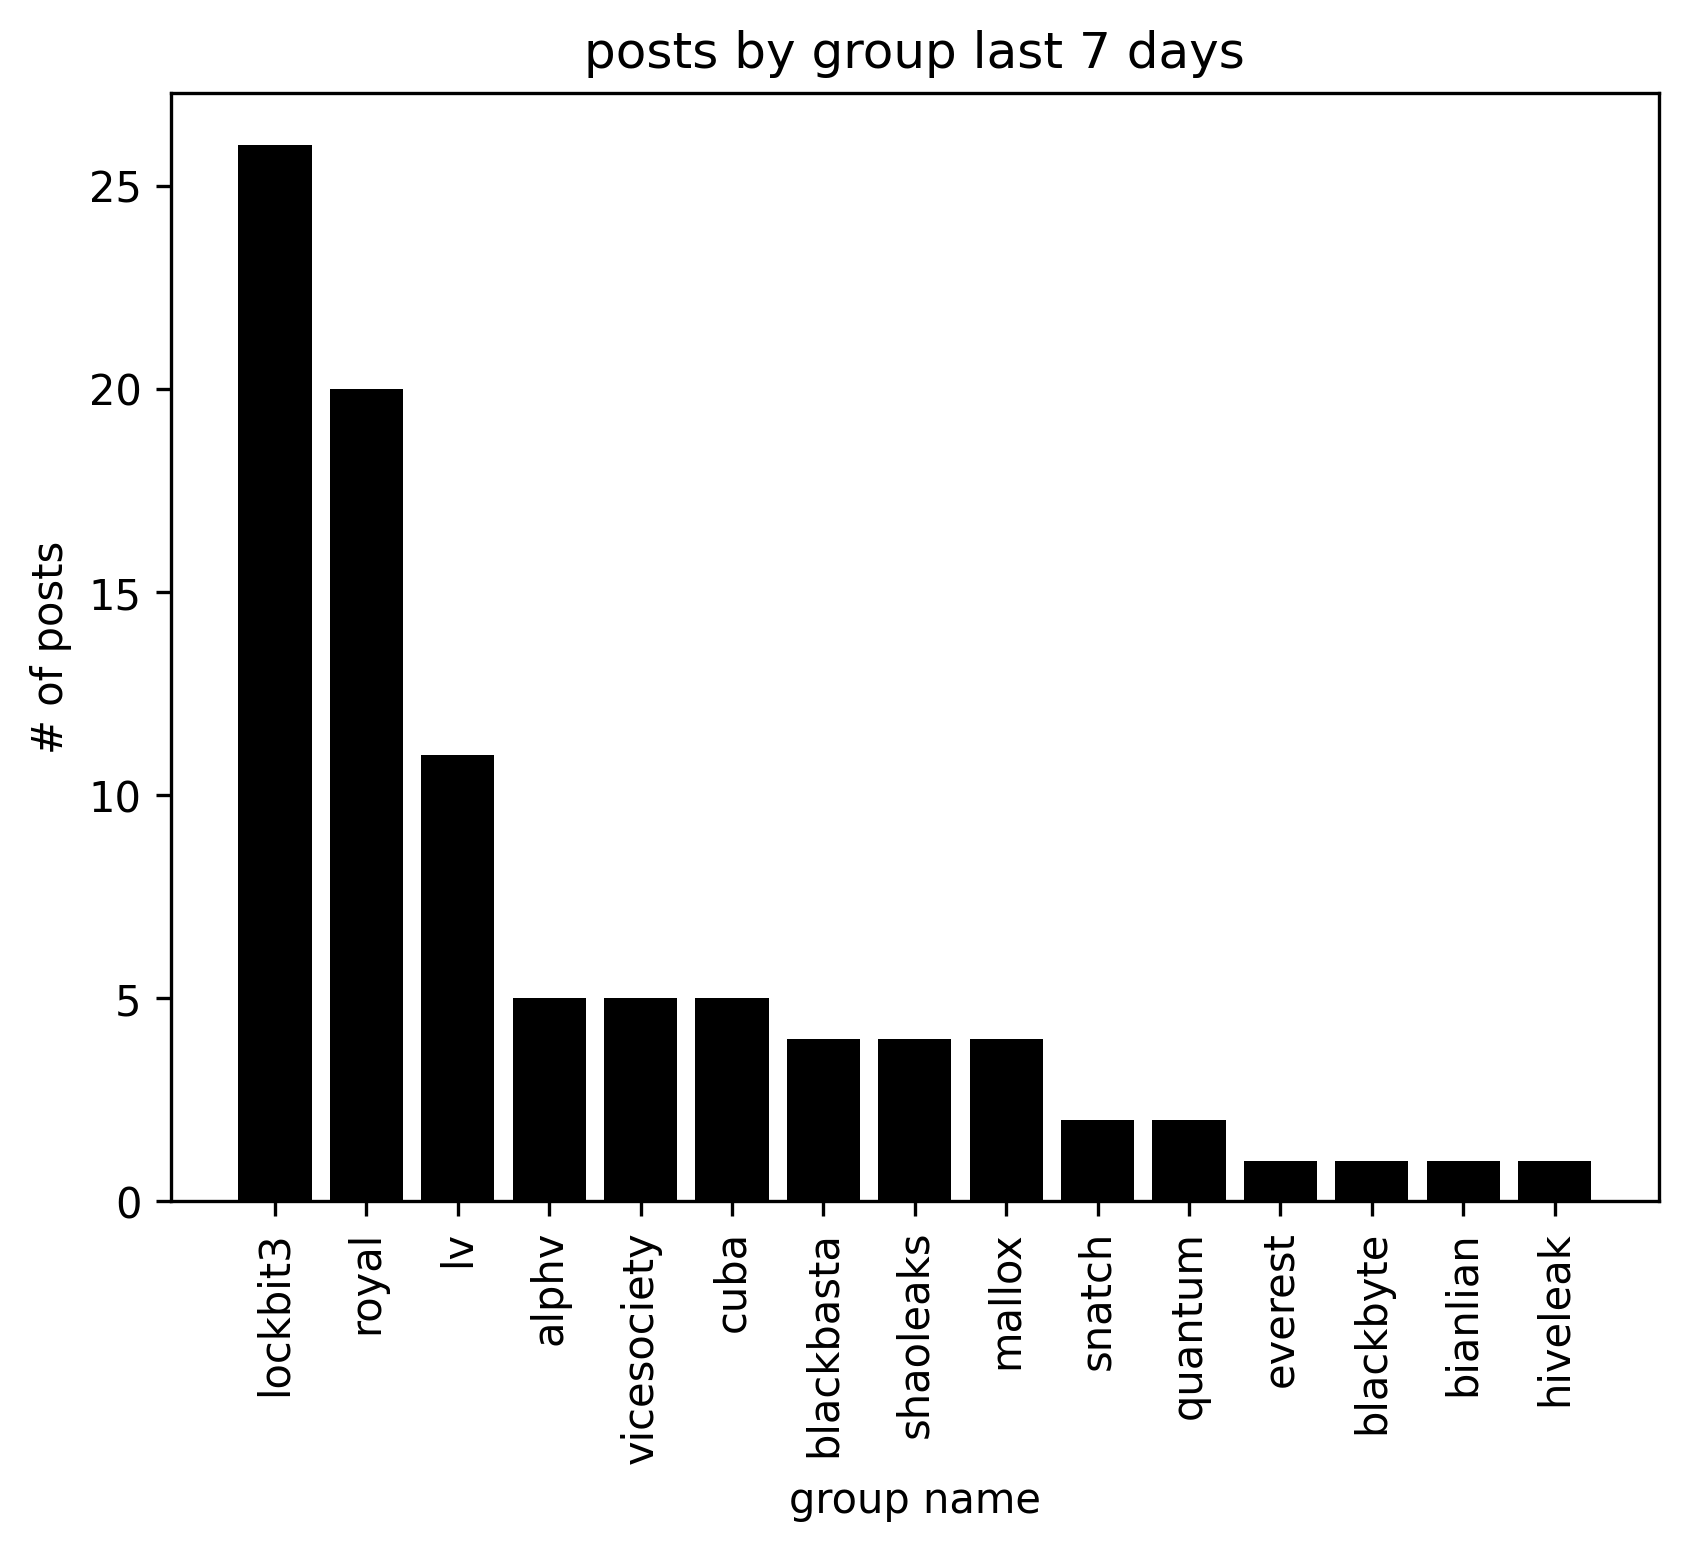 posts by group last 7 days
# of posts
25
20
15
10
5
0
lockbit3
royal
lv
alphv
vicesociety
cuba
blackbasta
shaoleaks
mallox
snatch
quantum
everest
blackbyte
bianlian
hiveleak
group name